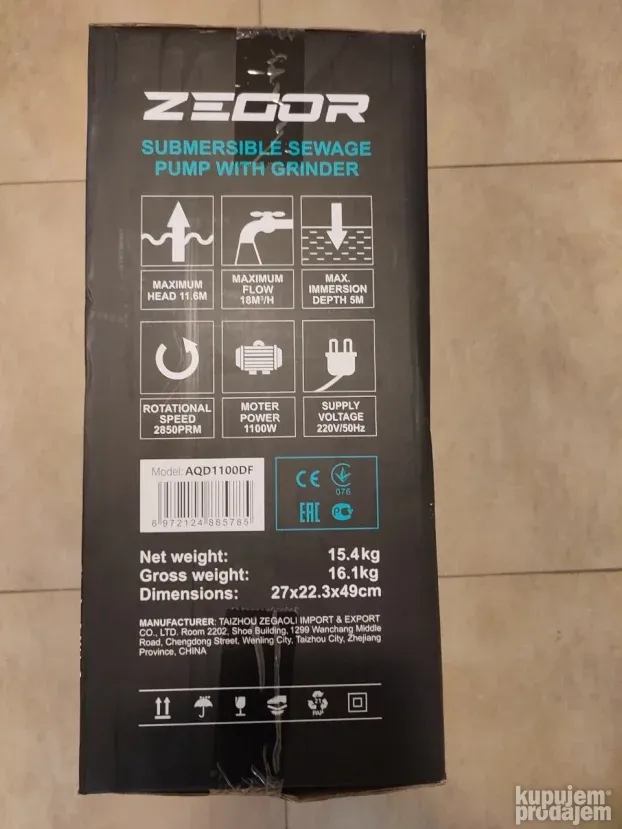 ZEGOR
SUBMERSIBLE SEWAGE
PUMP WITH GRINDER
MAXIMUM
HEAD 11.6M
MAXIMUM
FLOW
18M³/H
MAX.
IMMERSION
DEPTH 5M
ROTATIONAL
SPEED
2850PRM
MOTER
POWER
1100W
SUPPLY
VOLTAGE
220V/50Hz
Model: AQD1100DF
6 972124 885785
CE
076
EAC
Net weight: 15.4kg
Gross weight: 16.1kg
Dimensions: 27x22.3x49cm
MANUFACTURER: TAIZHOU ZEGAOLI IMPORT & EXPORT
CO., LTD. Room 2202, Shoe Building, 1299 Wanchang Middle
Road, Chengdong Street, Wenling City, Taizhou City, Zhejiang
Province, CHINA
21
PAP
kupujem
prodajem